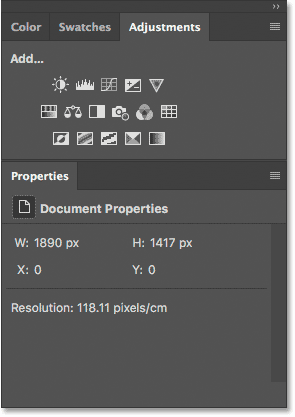 Color Swatches Adjustments
Add...
Properties
Document Properties
W: 1890 px H: 1417 px
X: 0 Y: 0
Resolution: 118.11 pixels/cm